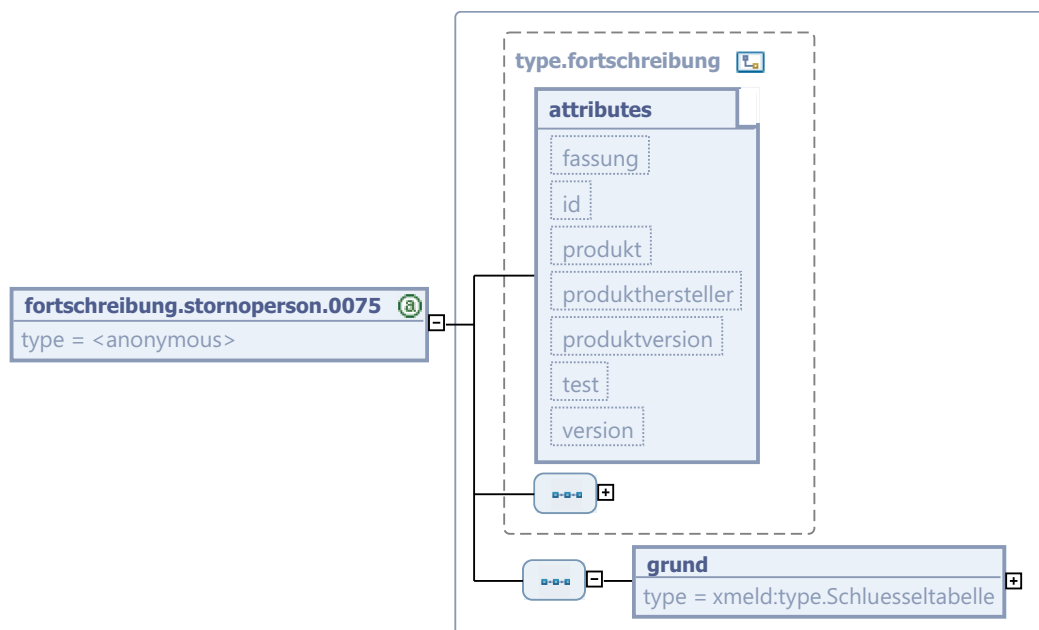 type.fortschreibung
attributes
fassung
id
produkt
produkthersteller
produktversion
test
version
fortschreibung.stornoperson.0075 a
type = <anonymous>
grund
type = xmeld:type.Schluesseltabelle